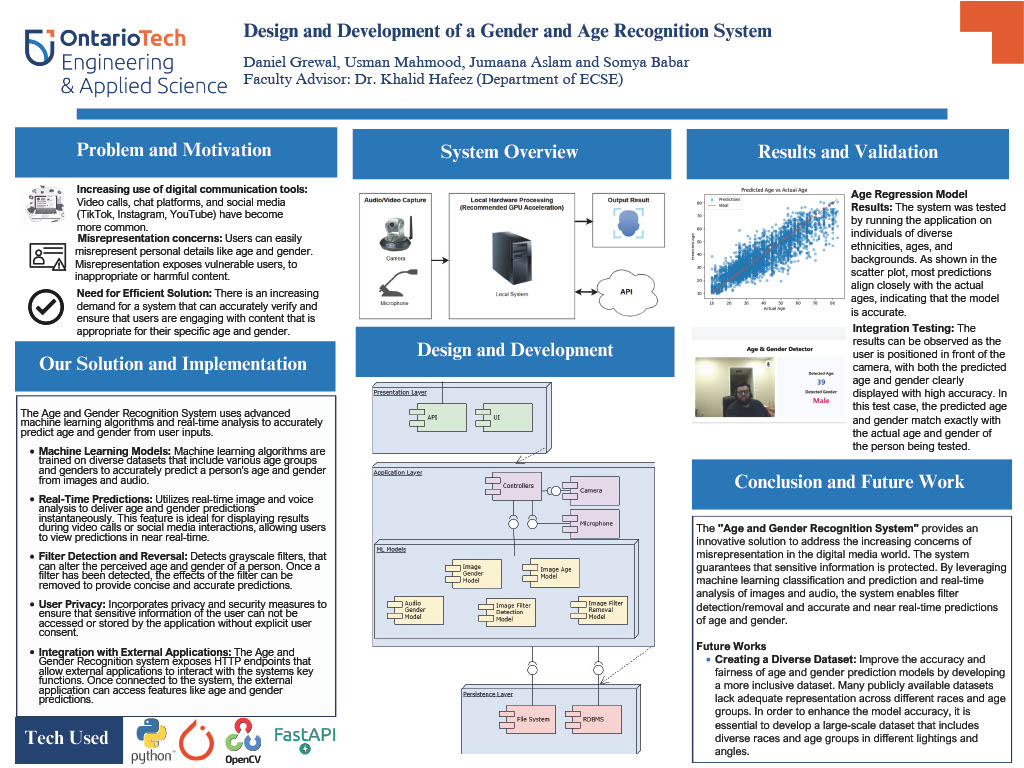 OntarioTech
Engineering
& Applied Science
Design and Development of a Gender and Age Recognition System
Daniel Grewal, Usman Mahmood, Jumaana Aslam and Somya Babar
Faculty Advisor: Dr. Khalid Hafeez (Department of ECSE)
Problem and Motivation
Increasing use of digital communication tools:
Video calls, chat platforms, and social media
(TikTok, Instagram, YouTube) have become
more common.
Misrepresentation concerns: Users can easily
misrepresent personal details like age and gender.
Misrepresentation exposes vulnerable users, to
inappropriate or harmful content.
Need for Efficient Solution: There is an increasing
demand for a system that can accurately verify and
ensure that users are engaging with content that is
appropriate for their specific age and gender.
Our Solution and Implementation
The Age and Gender Recognition System uses advanced
machine learning algorithms and real-time analysis to accurately
predict age and gender from user inputs.
• Machine Learning Models: Machine learning algorithms are
trained on diverse datasets that include various age groups
and genders to accurately predict a person's age and gender
from images and audio.
• Real-Time Predictions: Utilizes real-time image and voice
analysis to deliver age and gender predictions
instantaneously. This feature is ideal for displaying results
during video calls or social media interactions, allowing users
to view predictions in near real-time.
• Filter Detection and Reversal: Detects grayscale filters, that
can alter the perceived age and gender of a person. Once a
filter has been detected, the effects of the filter can be
removed to provide concise and accurate predictions.
• User Privacy: Incorporates privacy and security measures to
ensure that sensitive information of the user can not be
accessed or stored by the application without explicit user
consent.
• Integration with External Applications: The Age and
Gender Recognition system exposes HTTP endpoints that
allow external applications to interact with the systems key
functions. Once connected to the system, the external
application can access features like age and gender
predictions.
Tech Used
python™
OpenCV
FastAPI
System Overview
Audio/Video Capture
Camera
Microphone
Local Hardware Processing
(Recommended GPU Acceleration)
Local System
Output Result
API
Design and Development
Presentation Layer
API
UI
Application Layer
Controllers
Camera
Microphone
ML Models
Image
Gender
Model
Image Age
Model
Audio
Gender
Model
Image Filter
Detection
Model
Image Filter
Removal
Model
Persistence Layer
File System
RDBMS
Results and Validation
Predicted Age vs Actual Age
Predictions
Ideal
Predicted Age
80
70
60
50
40
30
20
10
10 20 30 40 50 60 70 80
Actual Age
Age Regression Model
Results: The system was tested
by running the application on
individuals of diverse
ethnicities, ages, and
backgrounds. As shown in the
scatter plot, most predictions
align closely with the actual
ages, indicating that the model
is accurate.
Age & Gender Detector
Detected Age
39
Detected Gender
Male
Integration Testing: The
results can be observed as the
user is positioned in front of the
camera, with both the predicted
age and gender clearly
displayed with high accuracy. In
this test case, the predicted age
and gender match exactly with
the actual age and gender of
the person being tested.
Conclusion and Future Work
The "Age and Gender Recognition System" provides an
innovative solution to address the increasing concerns of
misrepresentation in the digital media world. The system
guarantees that sensitive information is protected. By leveraging
machine learning classification and prediction and real-time
analysis of images and audio, the system enables filter
detection/removal and accurate and near real-time predictions
of age and gender.
Future Works
• Creating a Diverse Dataset: Improve the accuracy and
fairness of age and gender prediction models by developing
a more inclusive dataset. Many publicly available datasets
lack adequate representation across different races and age
groups. In order to enhance the model accuracy, it is
essential to develop a large-scale dataset that includes
diverse races and age groups in different lightings and
angles.